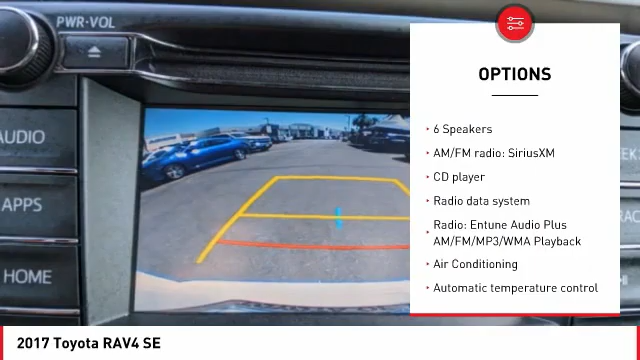 PWR-VOL
AUDIO
APPS
HOME
OPTIONS
6 Speakers
AM/FM radio: SiriusXM
CD player
Radio data system
Radio: Entune Audio Plus
AM/FM/MP3/WMA Playback
Air Conditioning
Automatic temperature control
2017 Toyota RAV4 SE